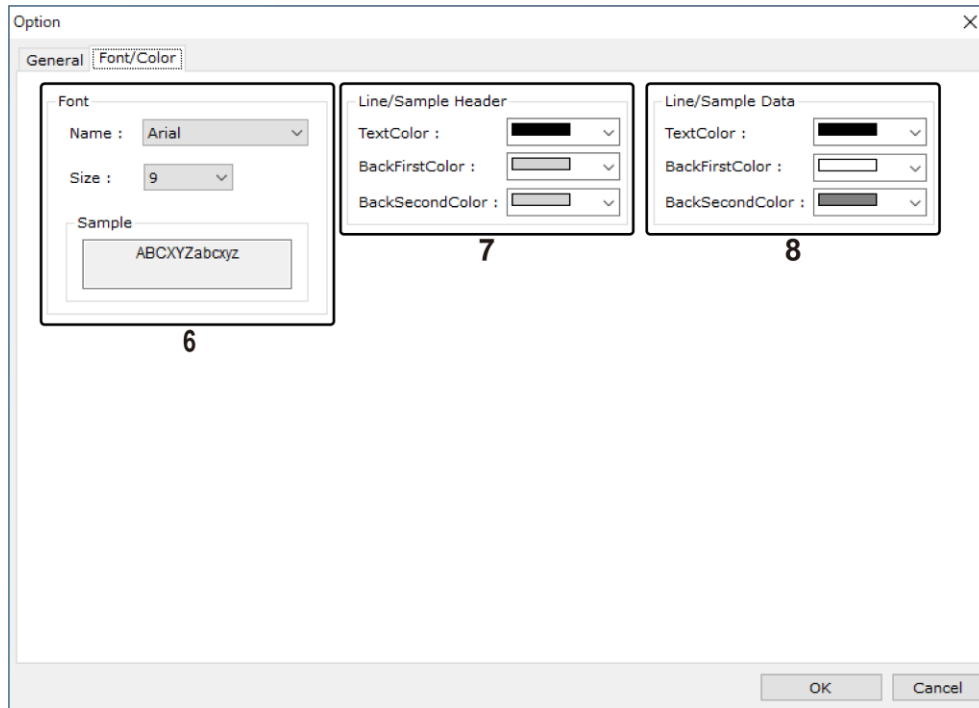 Option
General Font/Color
Font
Name : Arial
Size : 9
Sample
ABCXYZabcxyz
6
Line/Sample Header
TextColor :
BackFirstColor :
BackSecondColor :
7
Line/Sample Data
TextColor :
BackFirstColor :
BackSecondColor :
8
OK Cancel